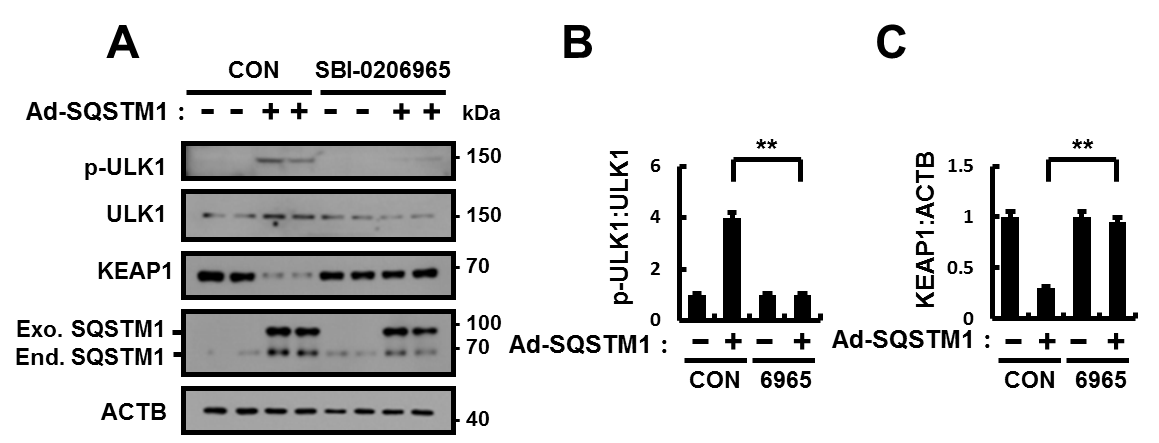 A
CON SBI-0206965
Ad-SQSTM1 : - - + + - - + + kDa
p-ULK1 150
ULK1 150
KEAP1 70
Exo. SQSTM1 100
End. SQSTM1 70
ACTB 40
B
p-ULK1:ULK1
**
6
4
2
0
Ad-SQSTM1 : - + - +
CON 6965
C
KEAP1:ACTB
**
1.5
1
0.5
0
Ad-SQSTM1 : - + - +
CON 6965